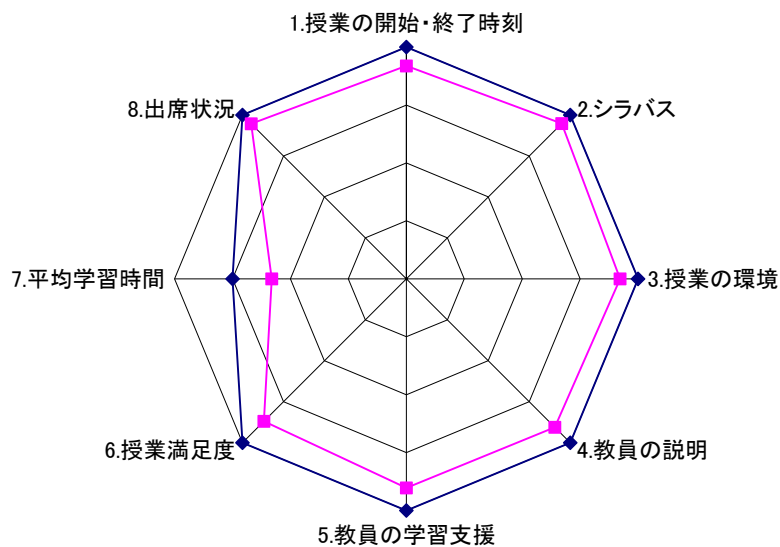 1.授業の開始・終了時刻
2.シラバス
3.授業の環境
4.教員の説明
5.教員の学習支援
6.授業満足度
7.平均学習時間
8.出席状況